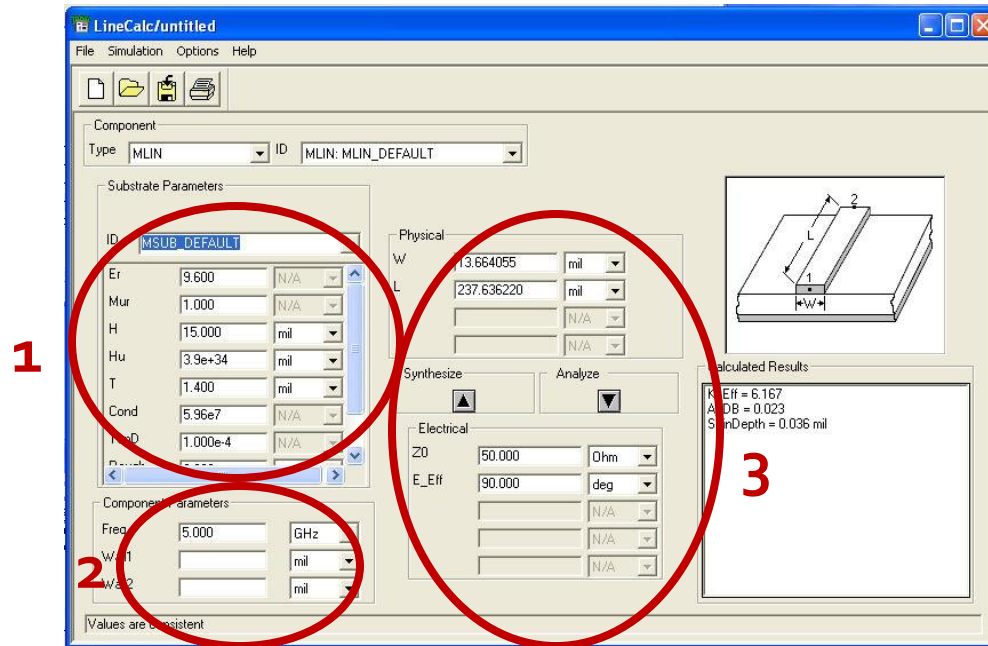 LineCalc/untitled
File Simulation Options Help
Component
Type MLIN ID MLIN: MLIN_DEFAULT
Substrate Parameters
ID MSUB_DEFAULT
Er 9.600 N/A
Mur 1.000 N/A
H 15.000 mil
Hu 3.9e+34 mil
T 1.400 mil
Cond 5.96e7 N/A
1.000e-4 N/A
1
Component Parameters
Freq 5.000 GHz
mil
mil
2
Physical
W 13.664055 mil
L 237.636220 mil
N/A
N/A
Synthesize Analyze
Electrical
Z0 50.000 Ohm
E_Eff 90.000 deg
N/A
N/A
N/A
3
2
L
1
W
Calculated Results
= 6.167
= 0.023
SkinDepth = 0.036 mil
Values are consistent